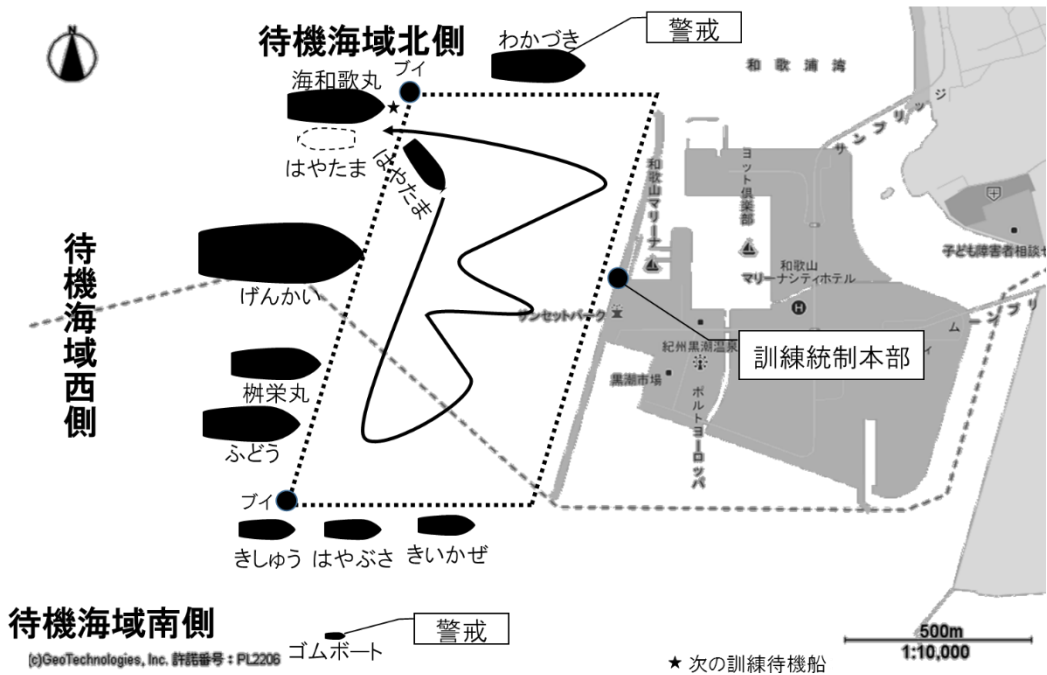 待機海域北側
わかづき
警戒
海和歌丸
ブイ
★
はやたま
はやたま
和歌浦湾
サンブリッジ
和歌山マリーナ
ヨット倶楽部
待機海域西側
げんかい
和歌山
マリーナシティホテル
H
子ども障害者相談セ
サンセットパーク
紀州黒潮温泉
訓練統制本部
黒潮市場
ポルトヨーロッパ
桝栄丸
ふどう
ブイ
きしゅう
はやぶさ
きいかぜ
待機海域南側
ゴムボート
警戒
(c)GeoTechnologies, Inc. 許諾番号：PL2206
500m
1:10,000
★ 次の訓練待機船